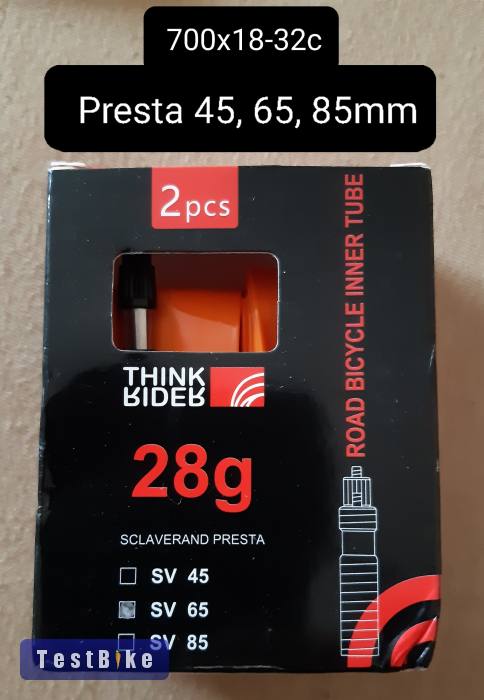 700x18-32c
Presta 45, 65, 85mm
2pcs
ROAD BICYCLE INNER TUBE
THINK
RIDER
28g
SCLAVERAND PRESTA
SV 45
SV 65
SV 85
TestBike